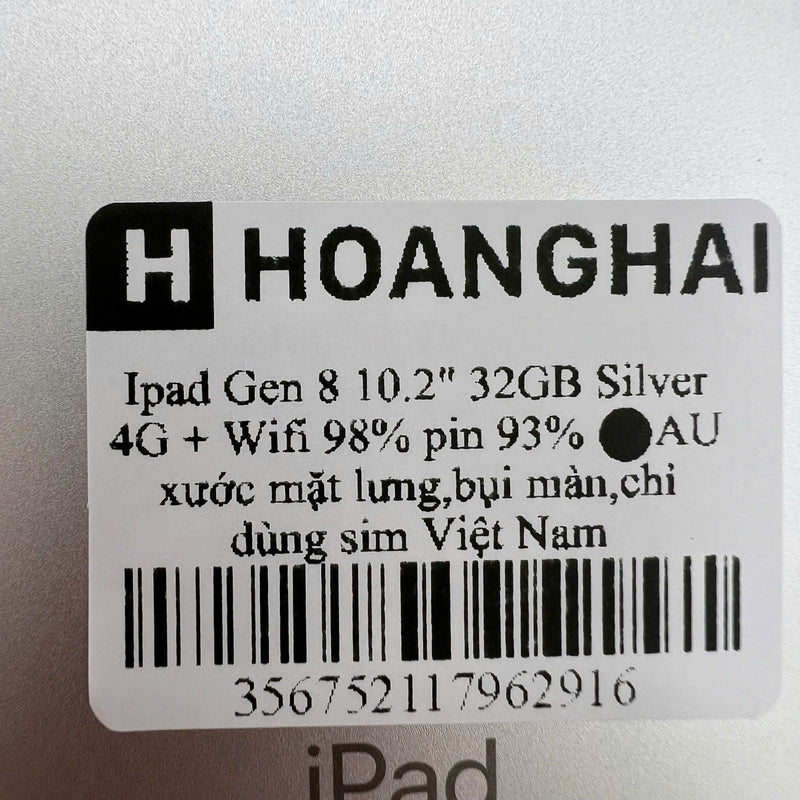 H HOANGHAI
Ipad Gen 8 10.2" 32GB Silver
4G + Wifi 98% pin 93% ●AU
xước mặt lưng,bụi màn,chỉ
dùng sim Việt Nam
356752117962916
iPad